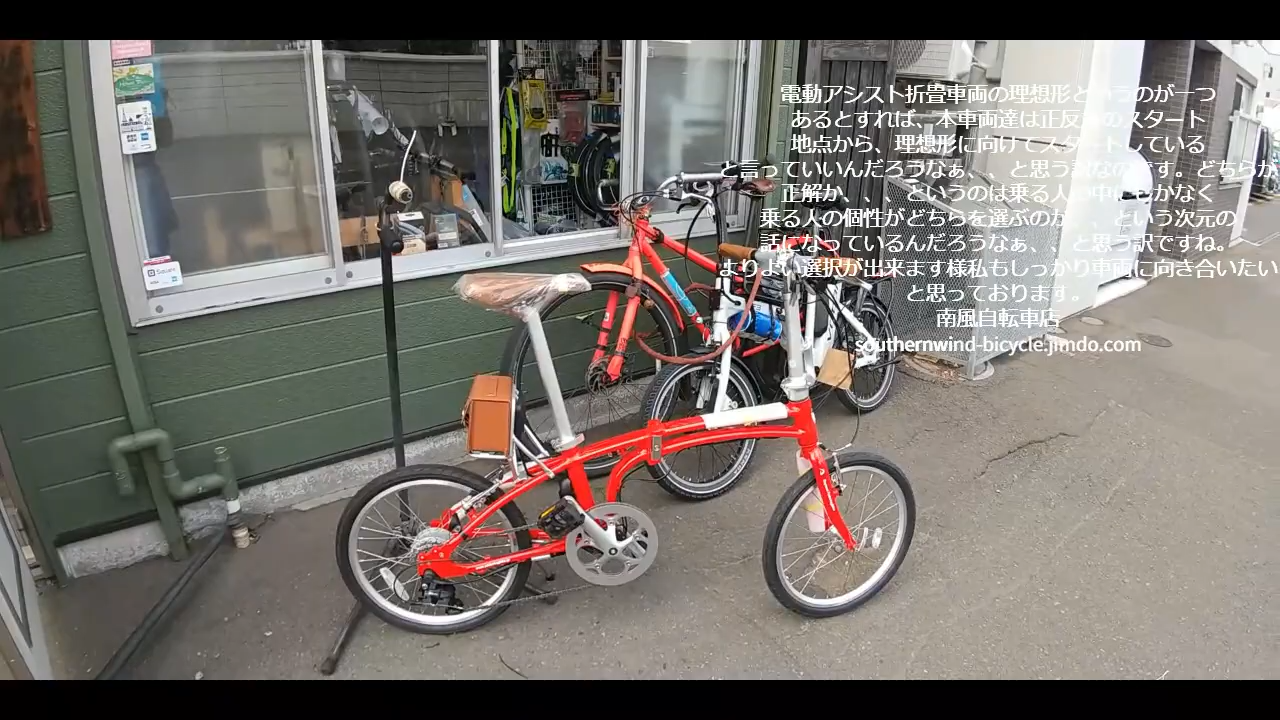 電動アシスト折畳車両の理想形というのが一つ
あるとすれば、本車両達は正反対のスタート
地点から、理想形に向けてスタートしている
と言っていいんだろうなぁ、、と思う訳なのです。どちらが
正解か、、、というのは乗る人の中にしかなく
乗る人の個性がどちらを選ぶのか、、という次元の
話になっているんだろうなぁ、、と思う訳ですね。
まりよい選択が出来ます様私もしっかり車両に向き合いたい
と思っております。
南風自転車店
southernwind-bicycle.jimdo.com